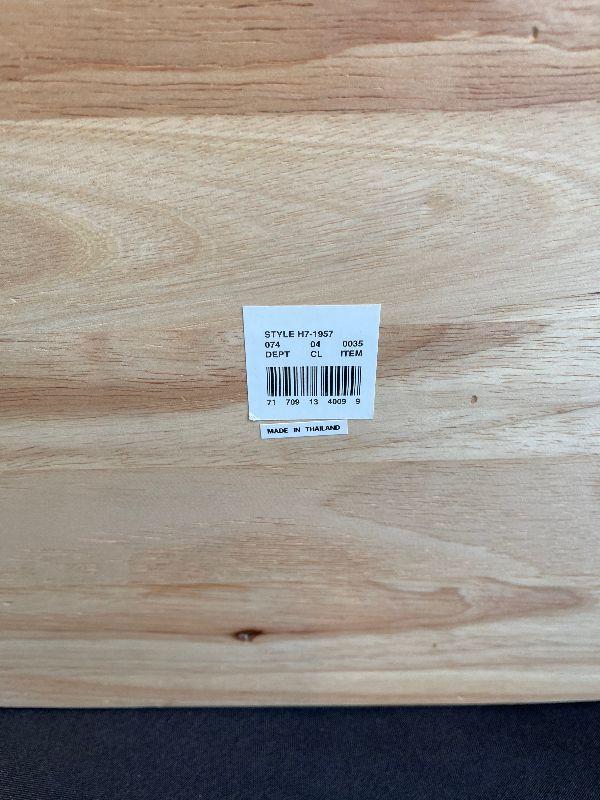 STYLE H7-1957
074 04 0035
DEPT CL ITEM
71 709 13 4009 9
MADE IN THAILAND